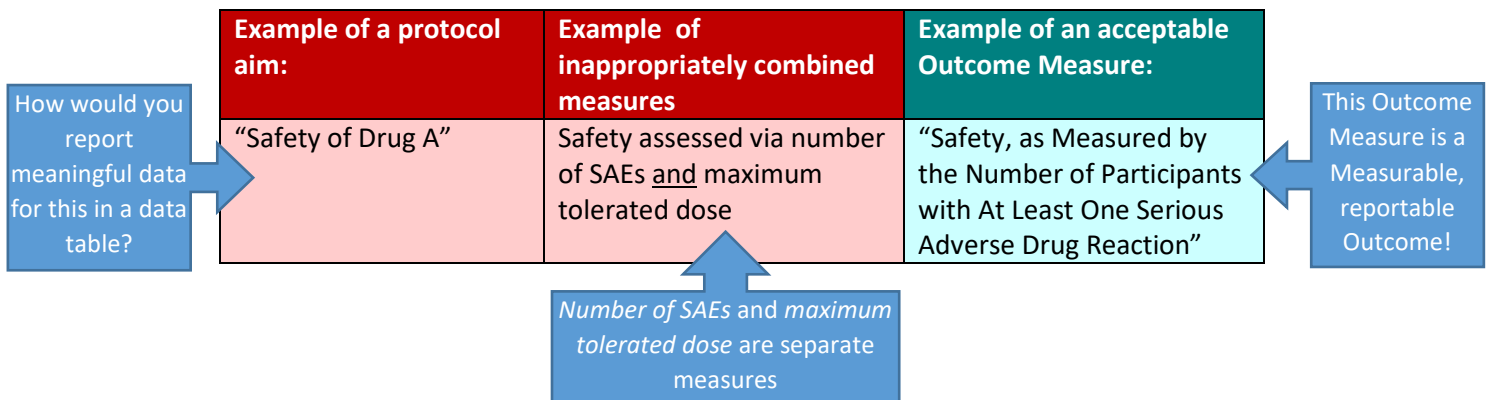 Example of a protocol
aim:
Example of
inappropriately combined
measures
Example of an acceptable
Outcome Measure:
How would you
report
meaningful data
for this in a data
table?
“Safety of Drug A”
Safety assessed via number
of SAEs and maximum
tolerated dose
“Safety, as Measured by
the Number of Participants
with At Least One Serious
Adverse Drug Reaction”
This Outcome
Measure is a
Measurable,
reportable
Outcome!
Number of SAEs and maximum
tolerated dose are separate
measures